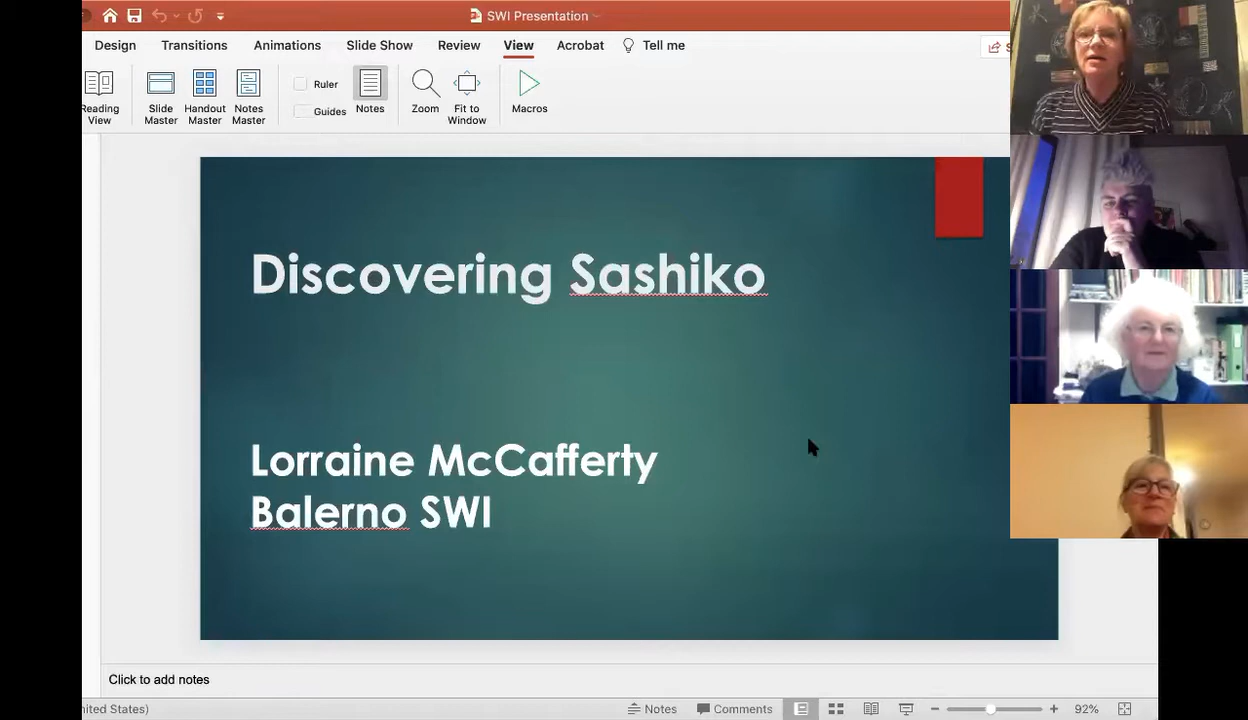 SWI Presentation
Design Transitions Animations Slide Show Review View Acrobat Tell me
Reading View
Slide Master
Handout Master
Notes Master
Ruler
Guides
Notes
Zoom
Fit to Window
Macros
Discovering Sashiko
Lorraine McCafferty
Balerno SWI
Click to add notes
United States)
Notes Comments 92%